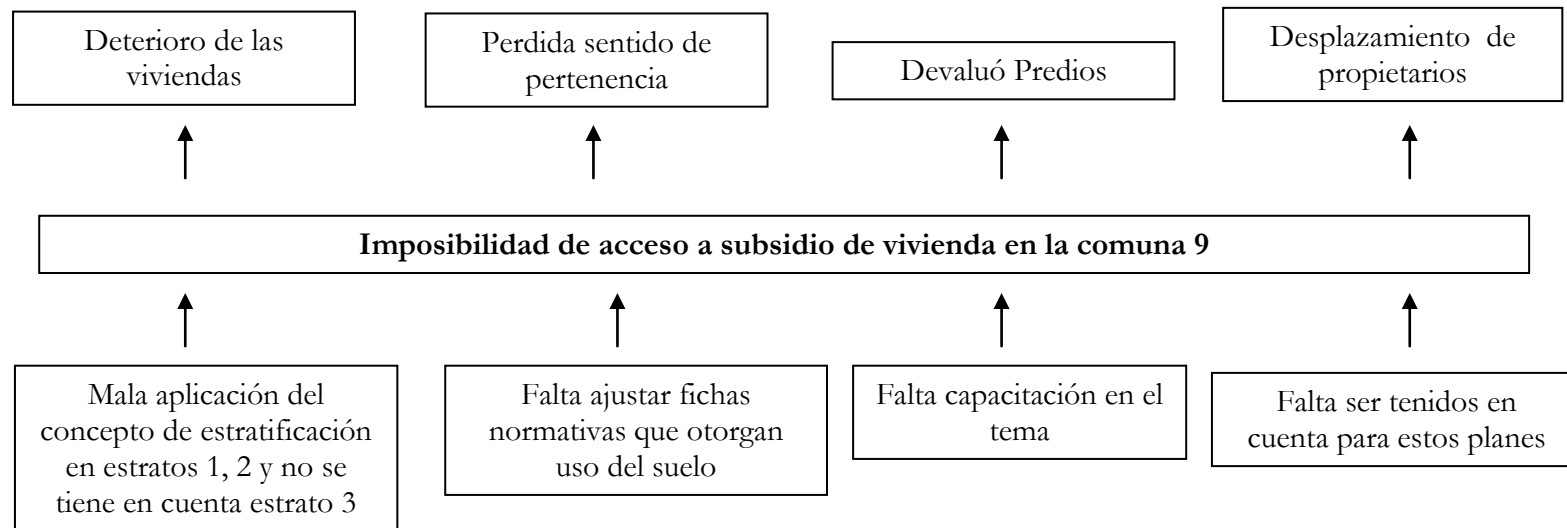 Deterioro de las
viviendas
Perdida sentido de
pertenencia
Devaluó Predios
Desplazamiento de
propietarios
Imposibilidad de acceso a subsidio de vivienda en la comuna 9
Mala aplicación del
concepto de estratificación
en estratos 1, 2 y no se
tiene en cuenta estrato 3
Falta ajustar fichas
normativas que otorgan
uso del suelo
Falta capacitación en el
tema
Falta ser tenidos en
cuenta para estos planes